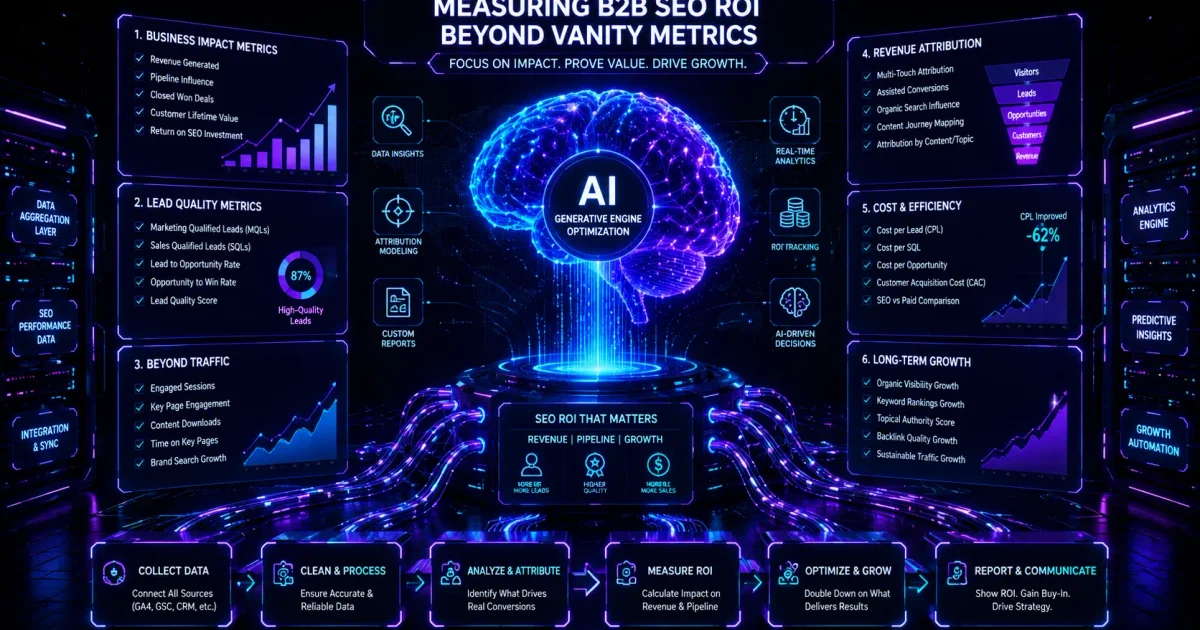 MEASURING B2B SEO ROI
BEYOND VANITY METRICS
FOCUS ON IMPACT. PROVE VALUE. DRIVE GROWTH.
1. BUSINESS IMPACT METRICS
Revenue Generated
Pipeline Influence
Closed Won Deals
Customer Lifetime Value
Return on SEO Investment
2. LEAD QUALITY METRICS
Marketing Qualified Leads (MQLs)
Sales Qualified Leads (SQLs)
Lead to Opportunity Rate
Opportunity to Win Rate
Lead Quality Score
87%
High-Quality
Leads
3. BEYOND TRAFFIC
Engaged Sessions
Key Page Engagement
Content Downloads
Time on Key Pages
Brand Search Growth
DATA
AGGREGATION
LAYER
SEO
PERFORMANCE
DATA
INTEGRATION
& SYNC
DATA INSIGHTS
ATTRIBUTION
MODELING
CUSTOM
REPORTS
AI
GENERATIVE ENGINE
OPTIMIZATION
REAL-TIME
ANALYTICS
ROI TRACKING
AI-DRIVEN
DECISIONS
4. REVENUE ATTRIBUTION
Multi-Touch Attribution
Assisted Conversions
Organic Search Influence
Content Journey Mapping
Attribution by Content/Topic
Visitors
Leads
Opportunties
Customers
Revenue
5. COST & EFFICIENCY
Cost per Lead (CPL)
Cost per SQL
Cost per Opportunity
Customer Acquisition Cost (CAC)
SEO vs Paid Comparison
CPL Improved
-62%
6. LONG-TERM GROWTH
Organic Visibility Growth
Keyword Rankings Growth
Topical Authority Score
Backlink Quality Growth
Sustainable Traffic Growth
ANALYTICS
ENGINE
PREDICTIVE
INSIGHTS
GROWTH
AUTOMATION
SEO ROI THAT MATTERS
REVENUE | PIPELINE | GROWTH
MORE LEADS
HIGHER
QUALITY
MORE SALES
COLLECT DATA
Connect All Sources
(GA4, GSC, CRM, etc.)
CLEAN & PROCESS
Ensure Accurate &
Reliable Data
ANALYZE & ATTRIBUTE
Identify What Drives
Real Conversions
MEASURE ROI
Calculate Impact on
Revenue & Pipeline
OPTIMIZE & GROW
Double Down on What
Delivers Results
REPORT & COMMUNICATE
Show ROI. Gain Buy-In.
Drive Strategy.